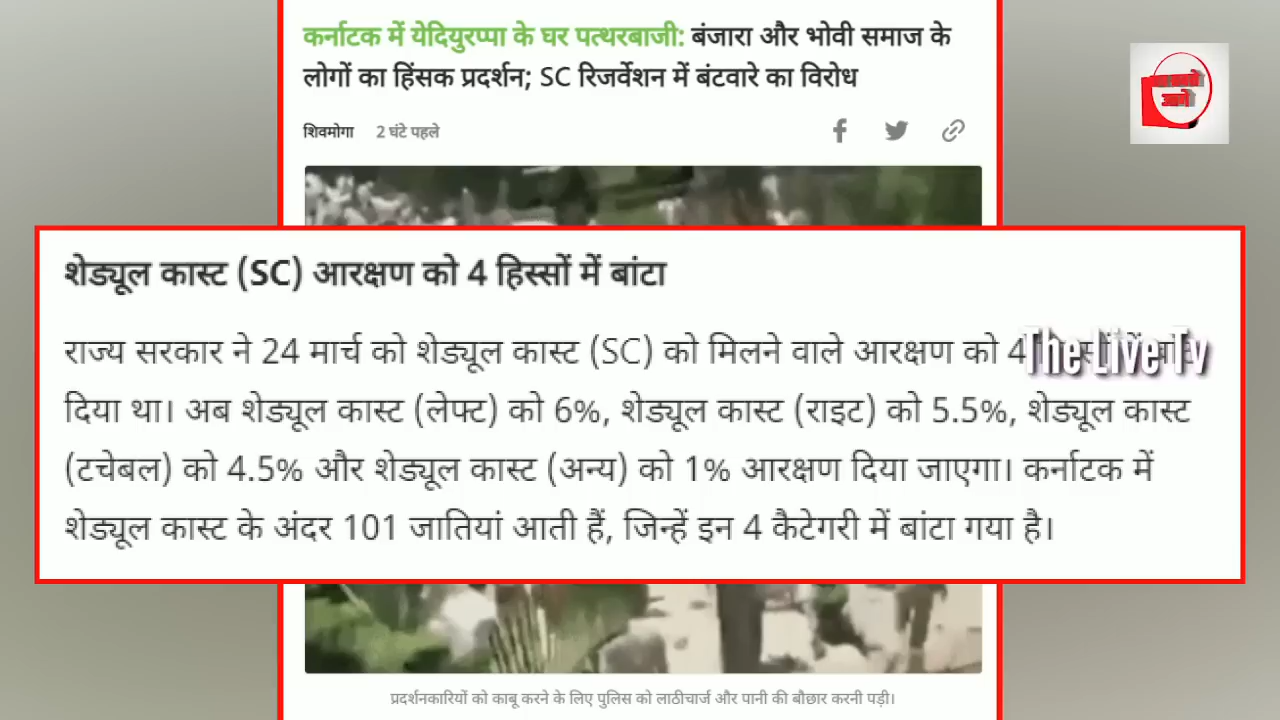 कर्नाटक में येदियुरप्पा के घर पत्थरबाजी: बंजारा और भोवी समाज के
लोगों का हिंसक प्रदर्शन; SC रिजर्वेशन में बंटवारे का विरोध
शिवमोगा 2 घंटे पहले
शेड्यूल कास्ट (SC) आरक्षण को 4 हिस्सों में बांटा
राज्य सरकार ने 24 मार्च को शेड्यूल कास्ट (SC) को मिलने वाले आरक्षण को 4
The Live Tv
दिया था। अब शेड्यूल कास्ट (लेफ्ट) को 6%, शेड्यूल कास्ट (राइट) को 5.5%, शेड्यूल कास्ट
(टचेबल) को 4.5% और शेड्यूल कास्ट (अन्य) को 1% आरक्षण दिया जाएगा। कर्नाटक में
शेड्यूल कास्ट के अंदर 101 जातियां आती हैं, जिन्हें इन 4 कैटेगरी में बांटा गया है।
प्रदर्शनकारियों को काबू करने के लिए पुलिस को लाठीचार्ज और पानी की बौछार करनी पड़ी।